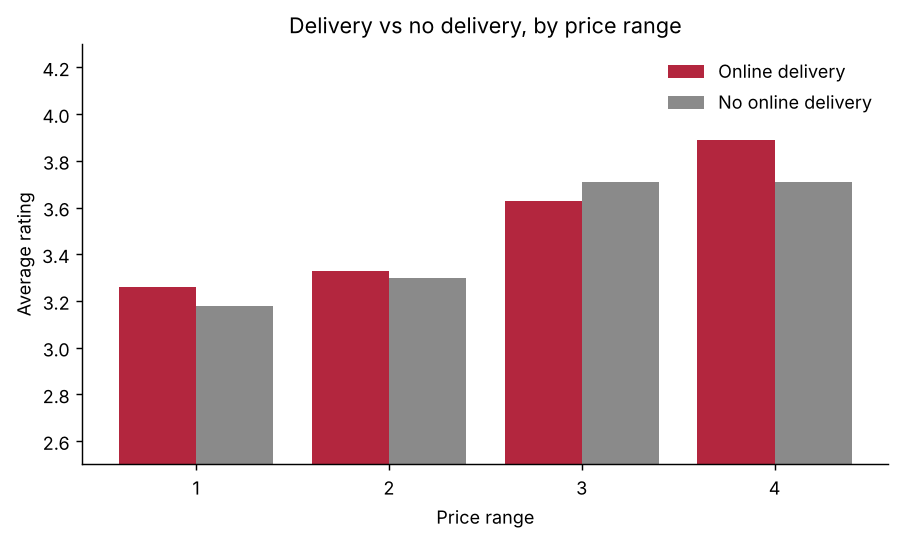 Delivery vs no delivery, by price range
Online delivery
No online delivery
Average rating
4.2
4.0
3.8
3.6
3.4
3.2
3.0
2.8
2.6
1 2 3 4
Price range